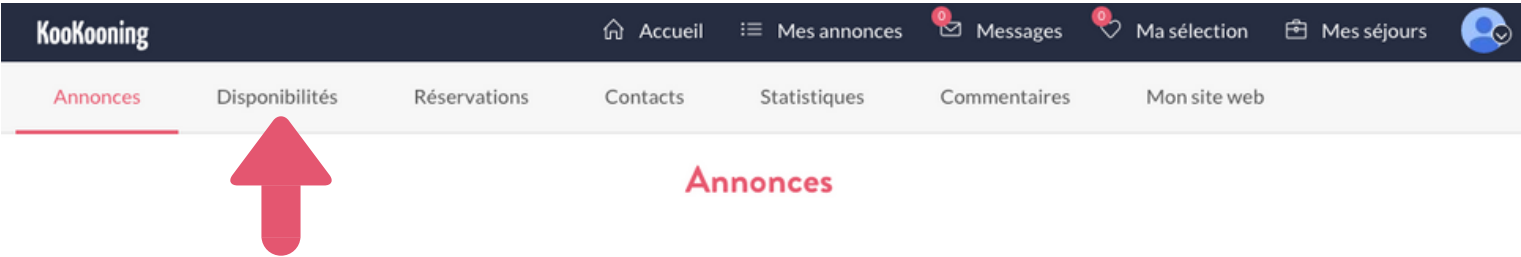 KooKooning Accueil Mes annonces 0 Messages 0 Ma sélection Mes séjours
Annonces Disponibilités Réservations Contacts Statistiques Commentaires Mon site web
Annonces